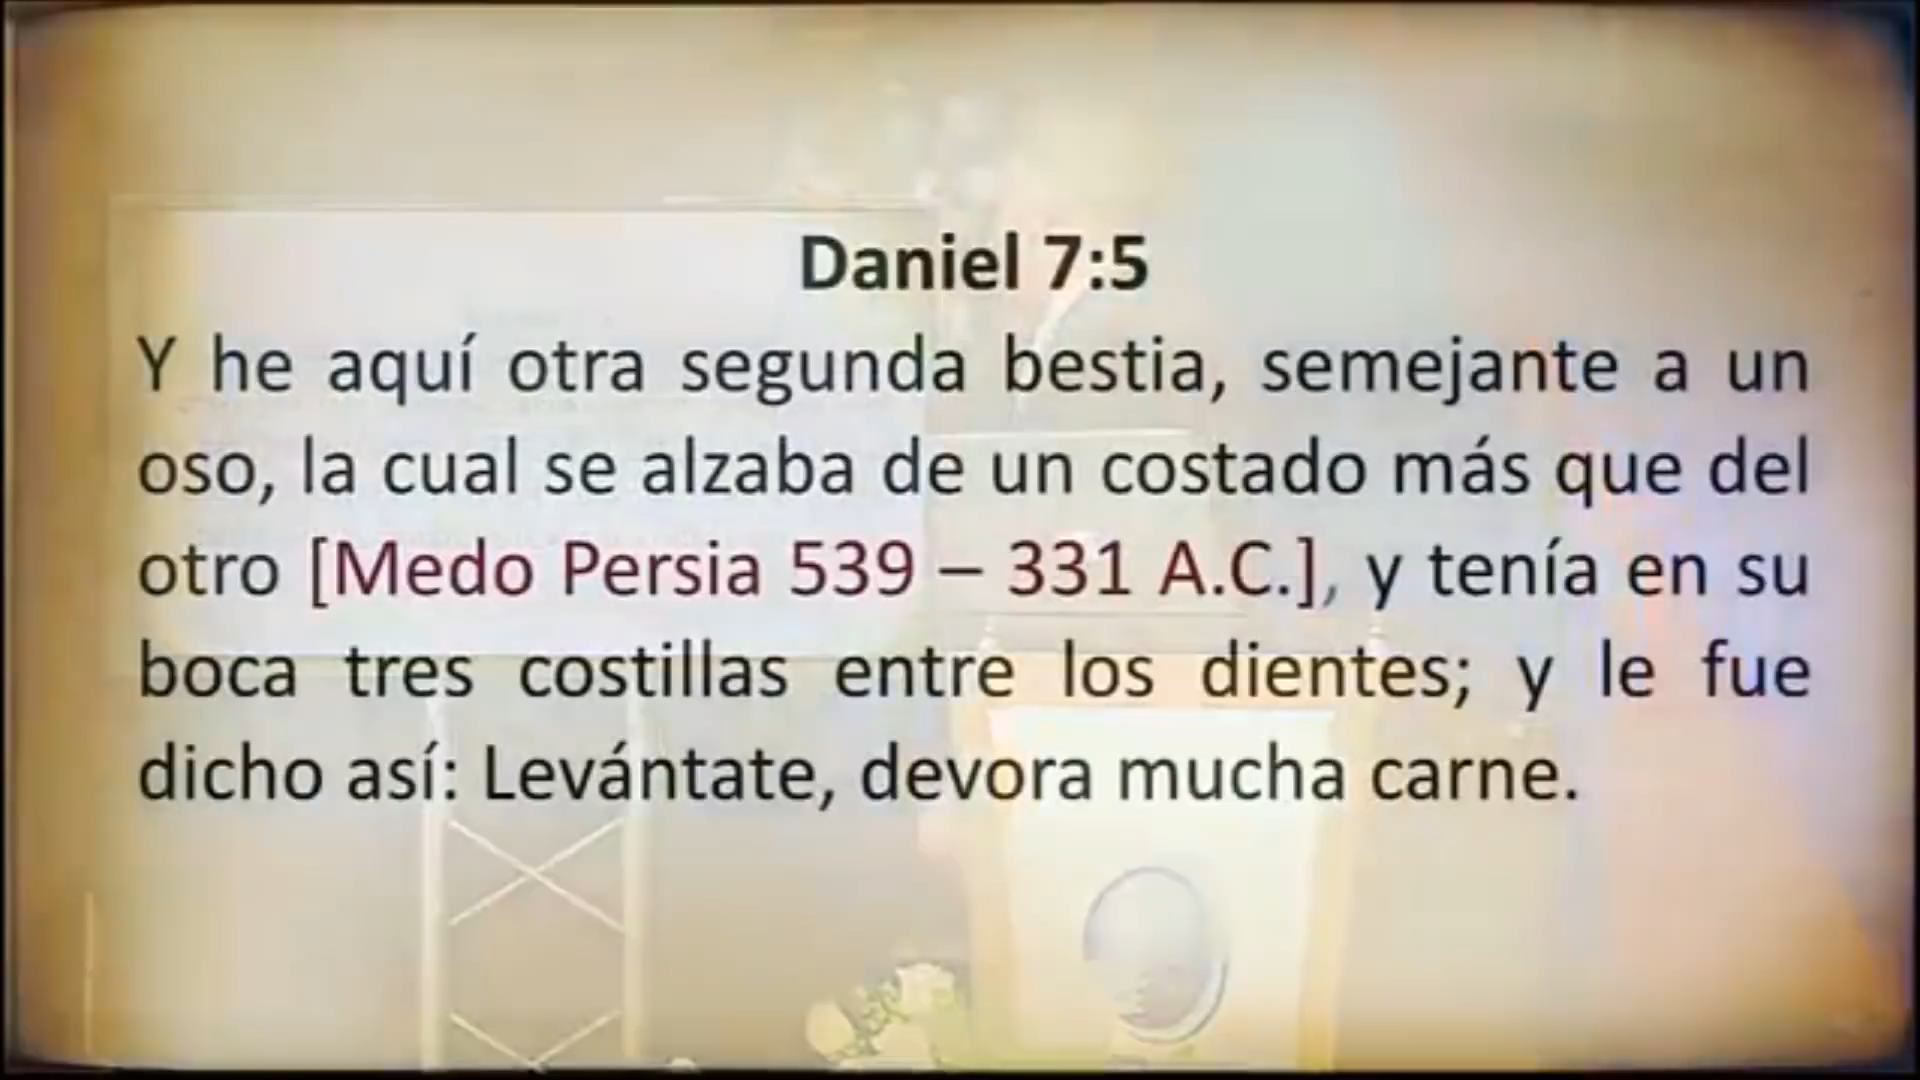 Daniel 7:5
Y he aquí otra segunda bestia, semejante a un
oso, la cual se alzaba de un costado más que del
otro [Medo Persia 539 – 331 A.C.], y tenía en su
boca tres costillas entre los dientes; y le fue
dicho así: Levántate, devora mucha carne.